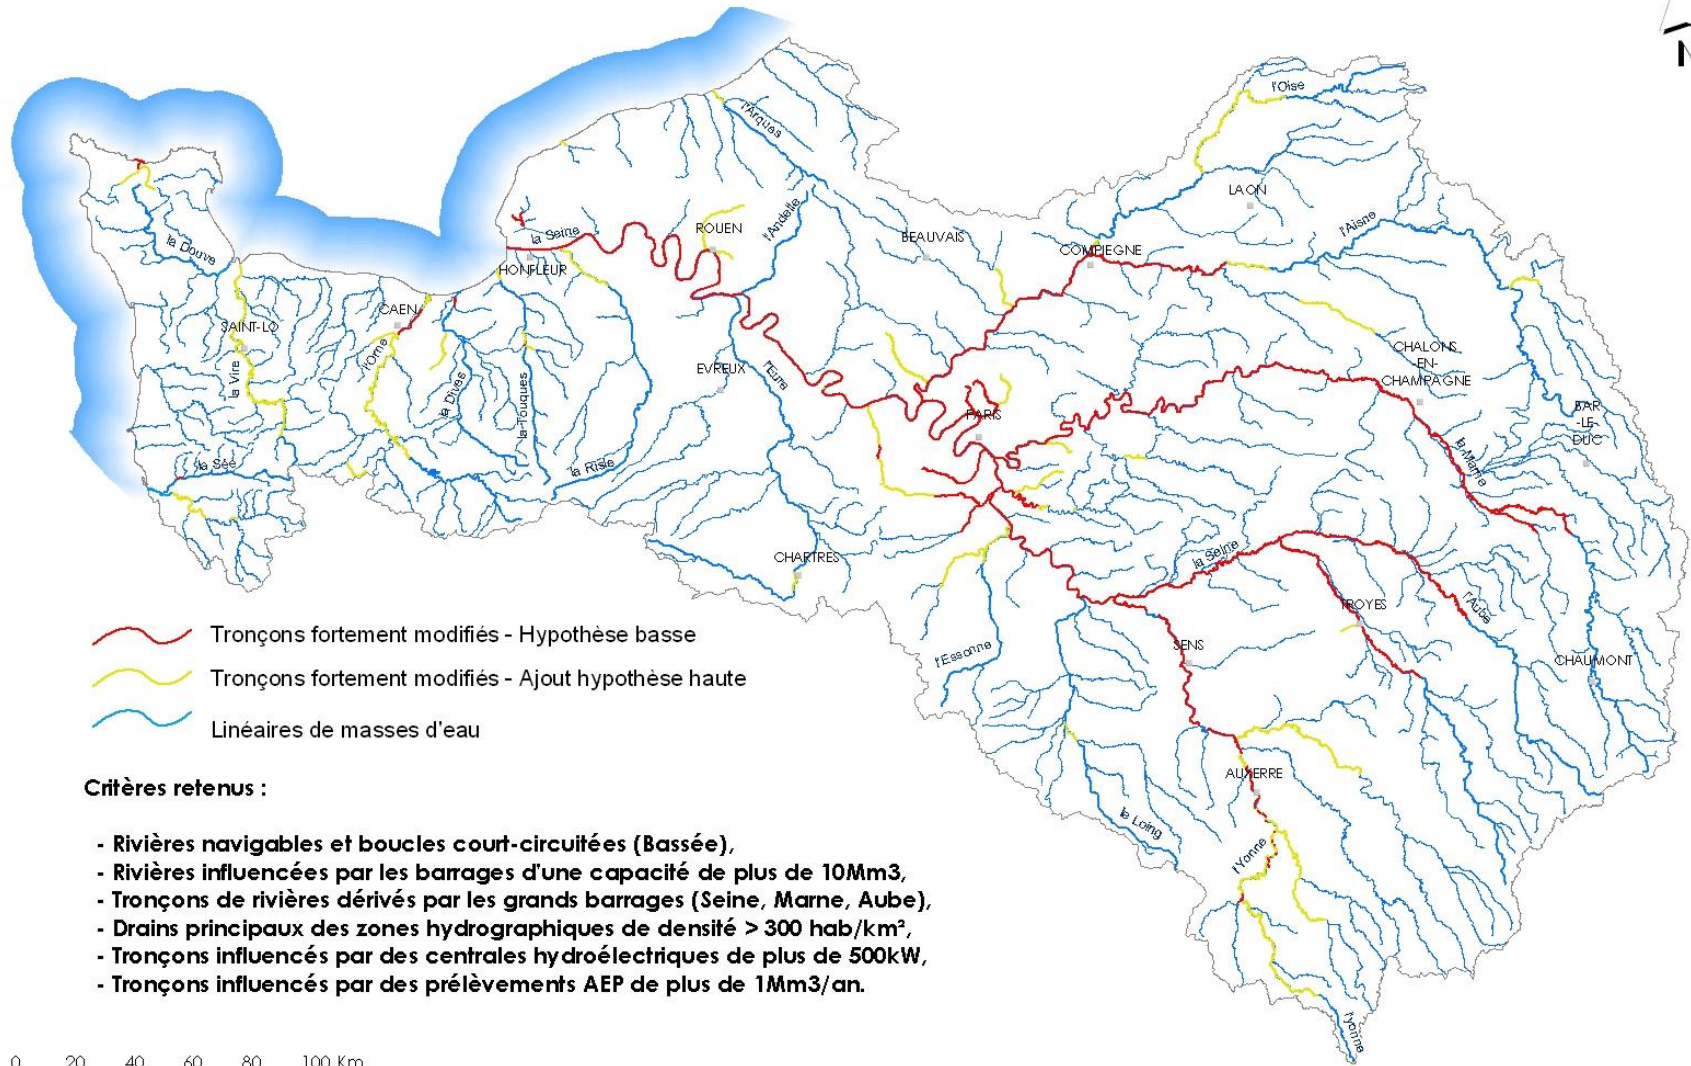 N
l'Oise
l'Arques
LAON
l'Aisne
l'Andelle
ROUEN
la Seine
BEAUVAIS
COMPIEGNE
la Douve
HONFLEUR
CAEN
SAINT-LO
l'Orne
la Vire
EVREUX
l'Eure
CHALONS
-EN-
CHAMPAGNE
la Dives
la Touques
PARIS
BAR
-LE-
DUC
la Marne
la Sée
la Risle
CHARTRES
la Seine
TROYES
l'Aube
l'Essonne
SENS
CHAUMONT
AUXERRE
le Loing
l'Yonne
l'yonne
Tronçons fortement modifiés - Hypothèse basse
Tronçons fortement modifiés - Ajout hypothèse haute
Linéaires de masses d'eau
Critères retenus :
- Rivières navigables et boucles court-circuitées (Bassée),
- Rivières influencées par les barrages d'une capacité de plus de 10Mm3,
- Tronçons de rivières dérivés par les grands barrages (Seine, Marne, Aube),
- Drains principaux des zones hydrographiques de densité > 300 hab/km²,
- Tronçons influencés par des centrales hydroélectriques de plus de 500kW,
- Tronçons influencés par des prélèvements AEP de plus de 1Mm3/an.
0 20 40 60 80 100 Km